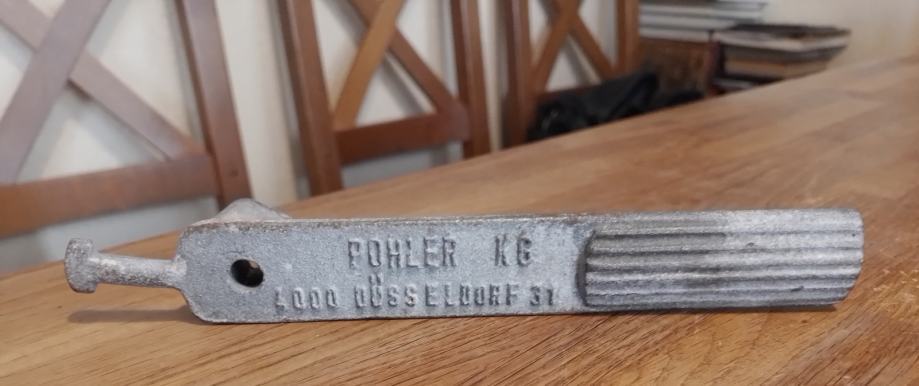 POHLER KG
4000 DÜSSELDORF 31